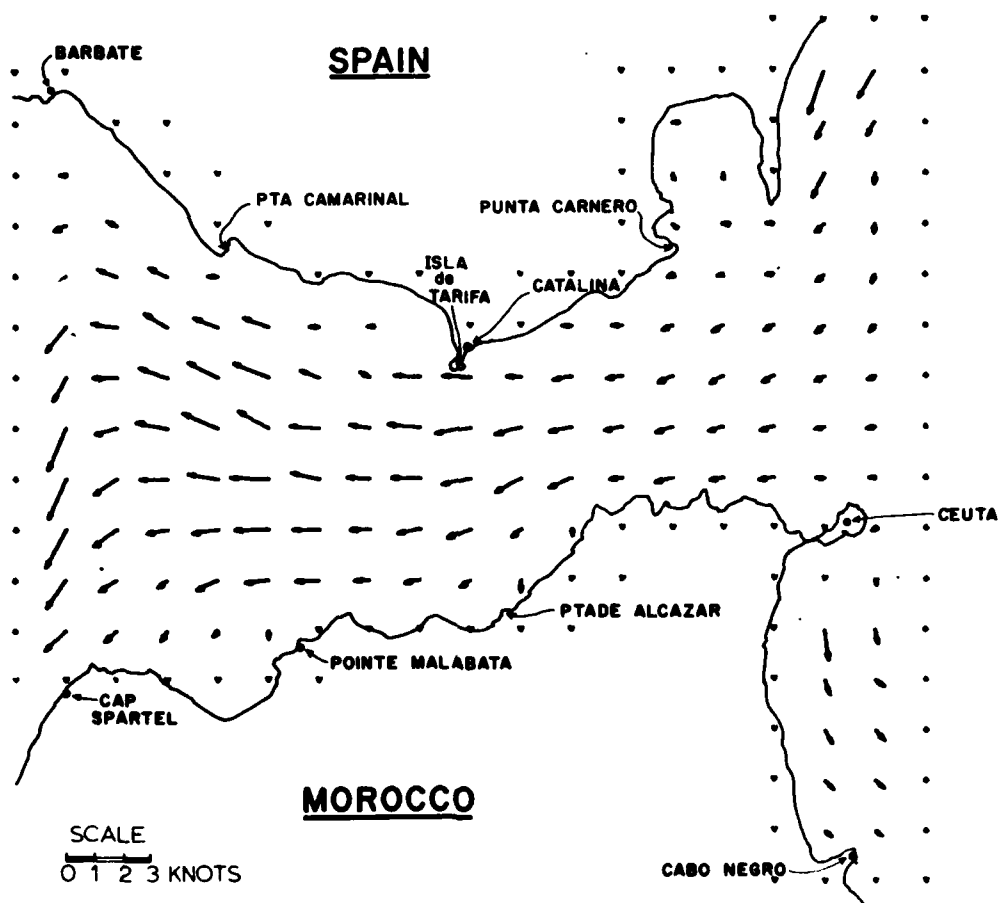 BARBATE
SPAIN
PTA CAMARINAL
PUNTA CARNERO
ISLA
de
TARIFA
CATALINA
CEUTA
PTADE ALCAZAR
POINTE MALABATA
CAP
SPARTEL
MOROCCO
SCALE
0 1 2 3 KNOTS
CABO NEGRO